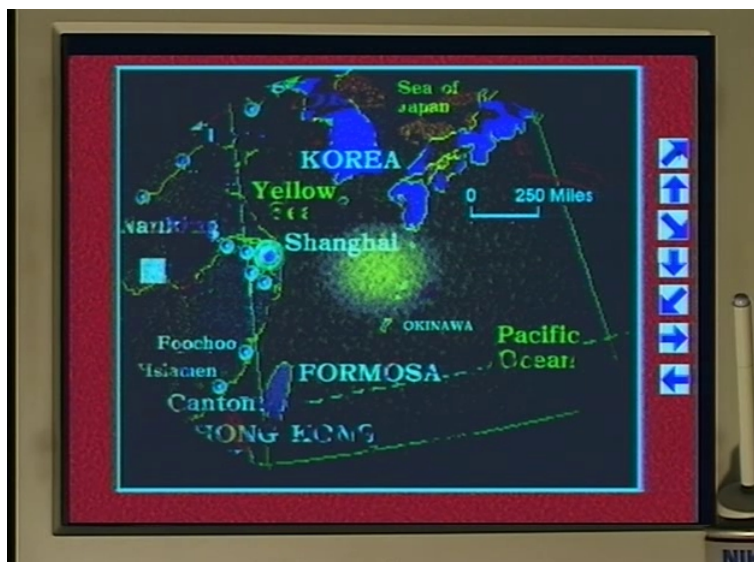 Sea of
Japan
KOREA
Yellow
Sea
0 250 Miles
Nanking
Shanghai
OKINAWA
Foochoo
Pacific
Ocean
Hsiamen
FORMOSA
Canton
HONG KONG